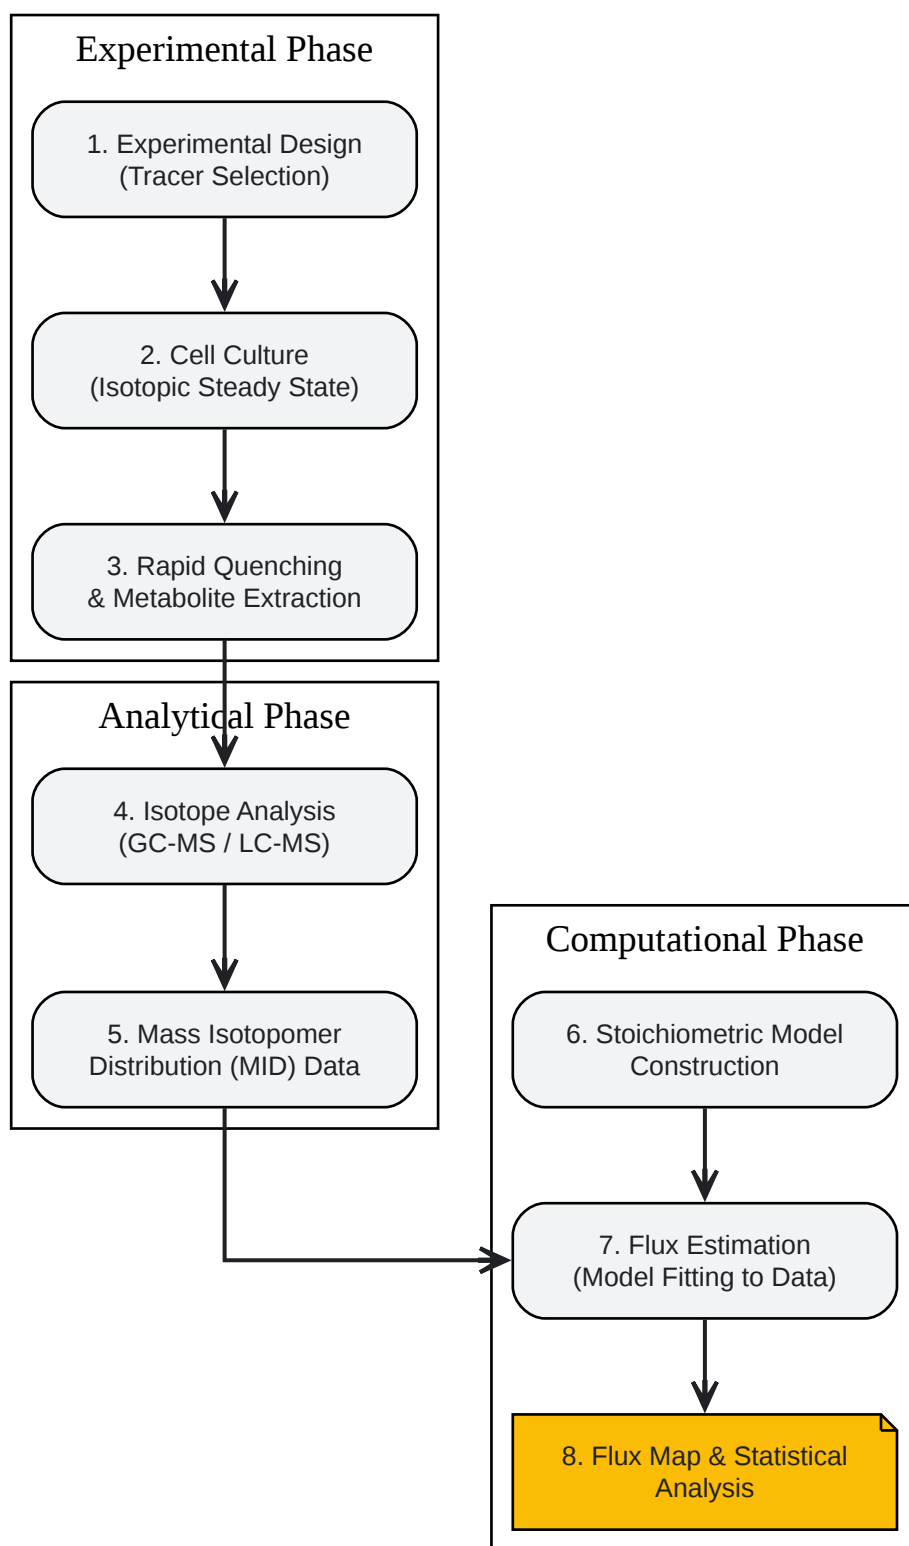 Experimental Phase
1. Experimental Design
(Tracer Selection)
2. Cell Culture
(Isotopic Steady State)
3. Rapid Quenching
& Metabolite Extraction
Analytical Phase
4. Isotope Analysis
(GC-MS / LC-MS)
5. Mass Isotopomer
Distribution (MID) Data
Computational Phase
6. Stoichiometric Model
Construction
7. Flux Estimation
(Model Fitting to Data)
8. Flux Map & Statistical
Analysis